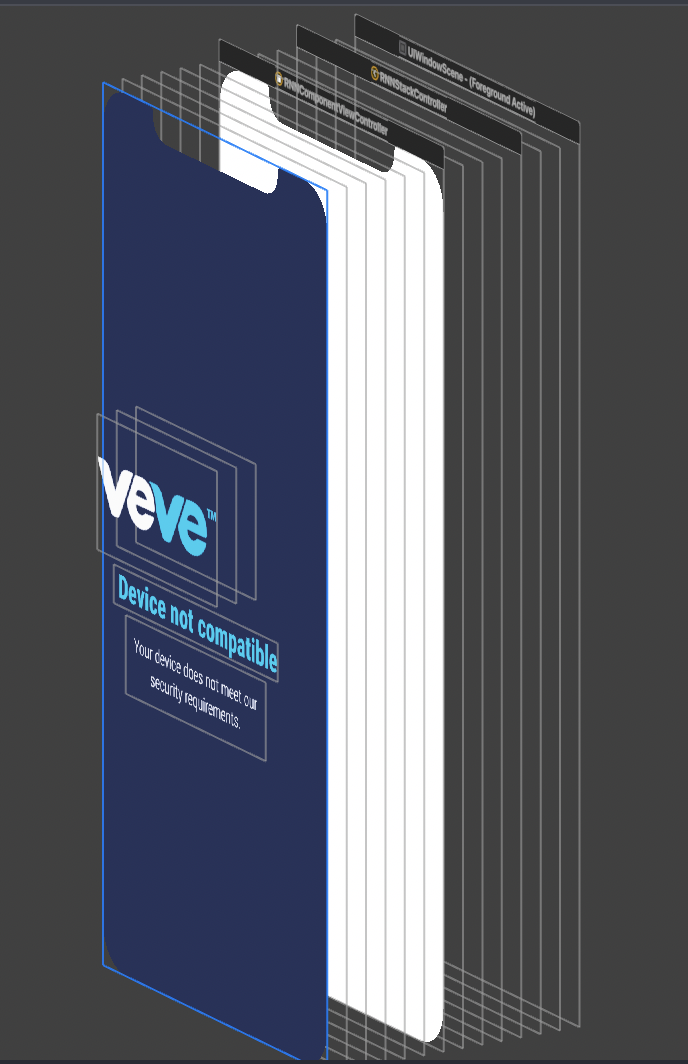 UIWindowScene - (Foreground Active)
RNNStackController
RNNComponentViewController
veve™
Device not compatible
Your device does not meet our
security requirements.